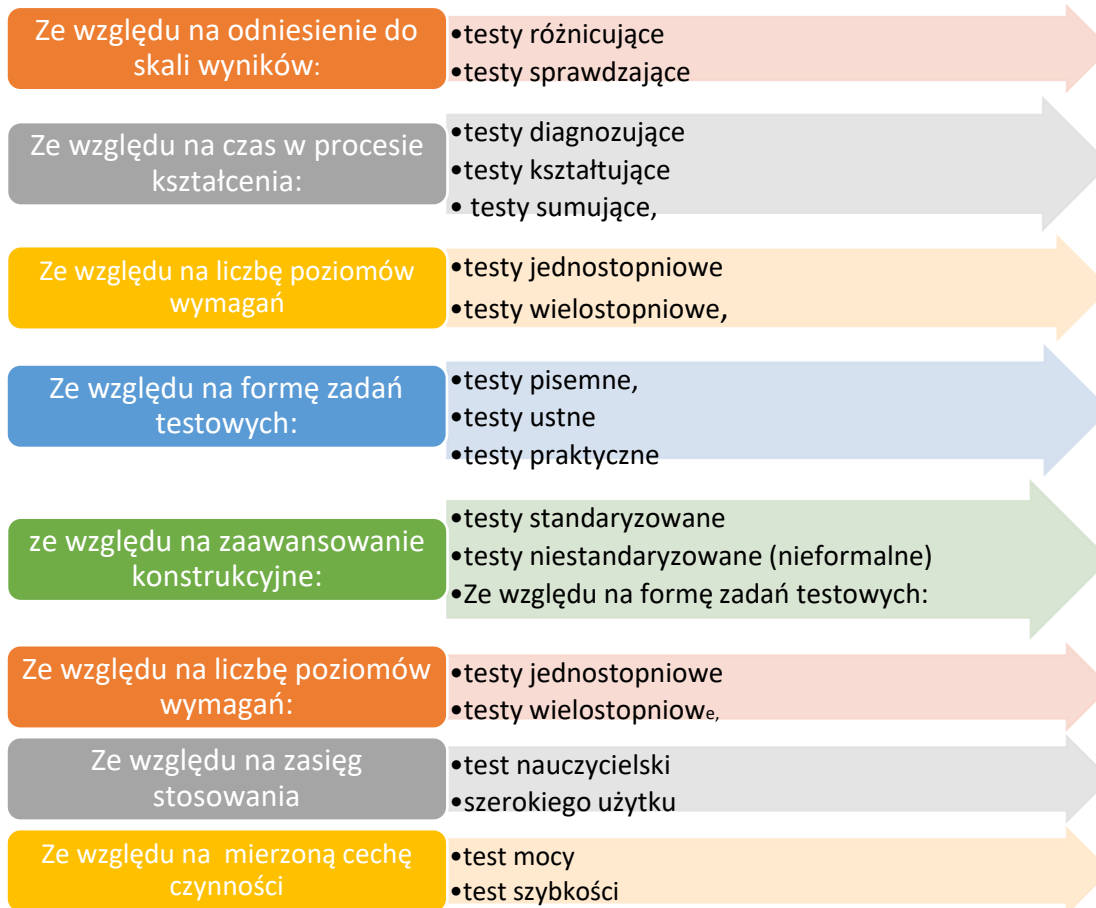 Ze względu na odniesienie do
skali wyników:
•testy różnicujące
•testy sprawdzające
Ze względu na czas w procesie
kształcenia:
•testy diagnozujące
•testy kształtujące
• testy sumujące,
Ze względu na liczbę poziomów
wymagań
•testy jednostopniowe
•testy wielostopniowe,
Ze względu na formę zadań
testowych:
•testy pisemne,
•testy ustne
•testy praktyczne
ze względu na zaawansowanie
konstrukcyjne:
•testy standaryzowane
•testy niestandaryzowane (nieformalne)
•Ze względu na formę zadań testowych:
Ze względu na liczbę poziomów
wymagań:
•testy jednostopniowe
•testy wielostopniowe,
Ze względu na zasięg
stosowania
•test nauczycielski
•szerokiego użytku
Ze względu na  mierzoną cechę
czynności
•test mocy
•test szybkości